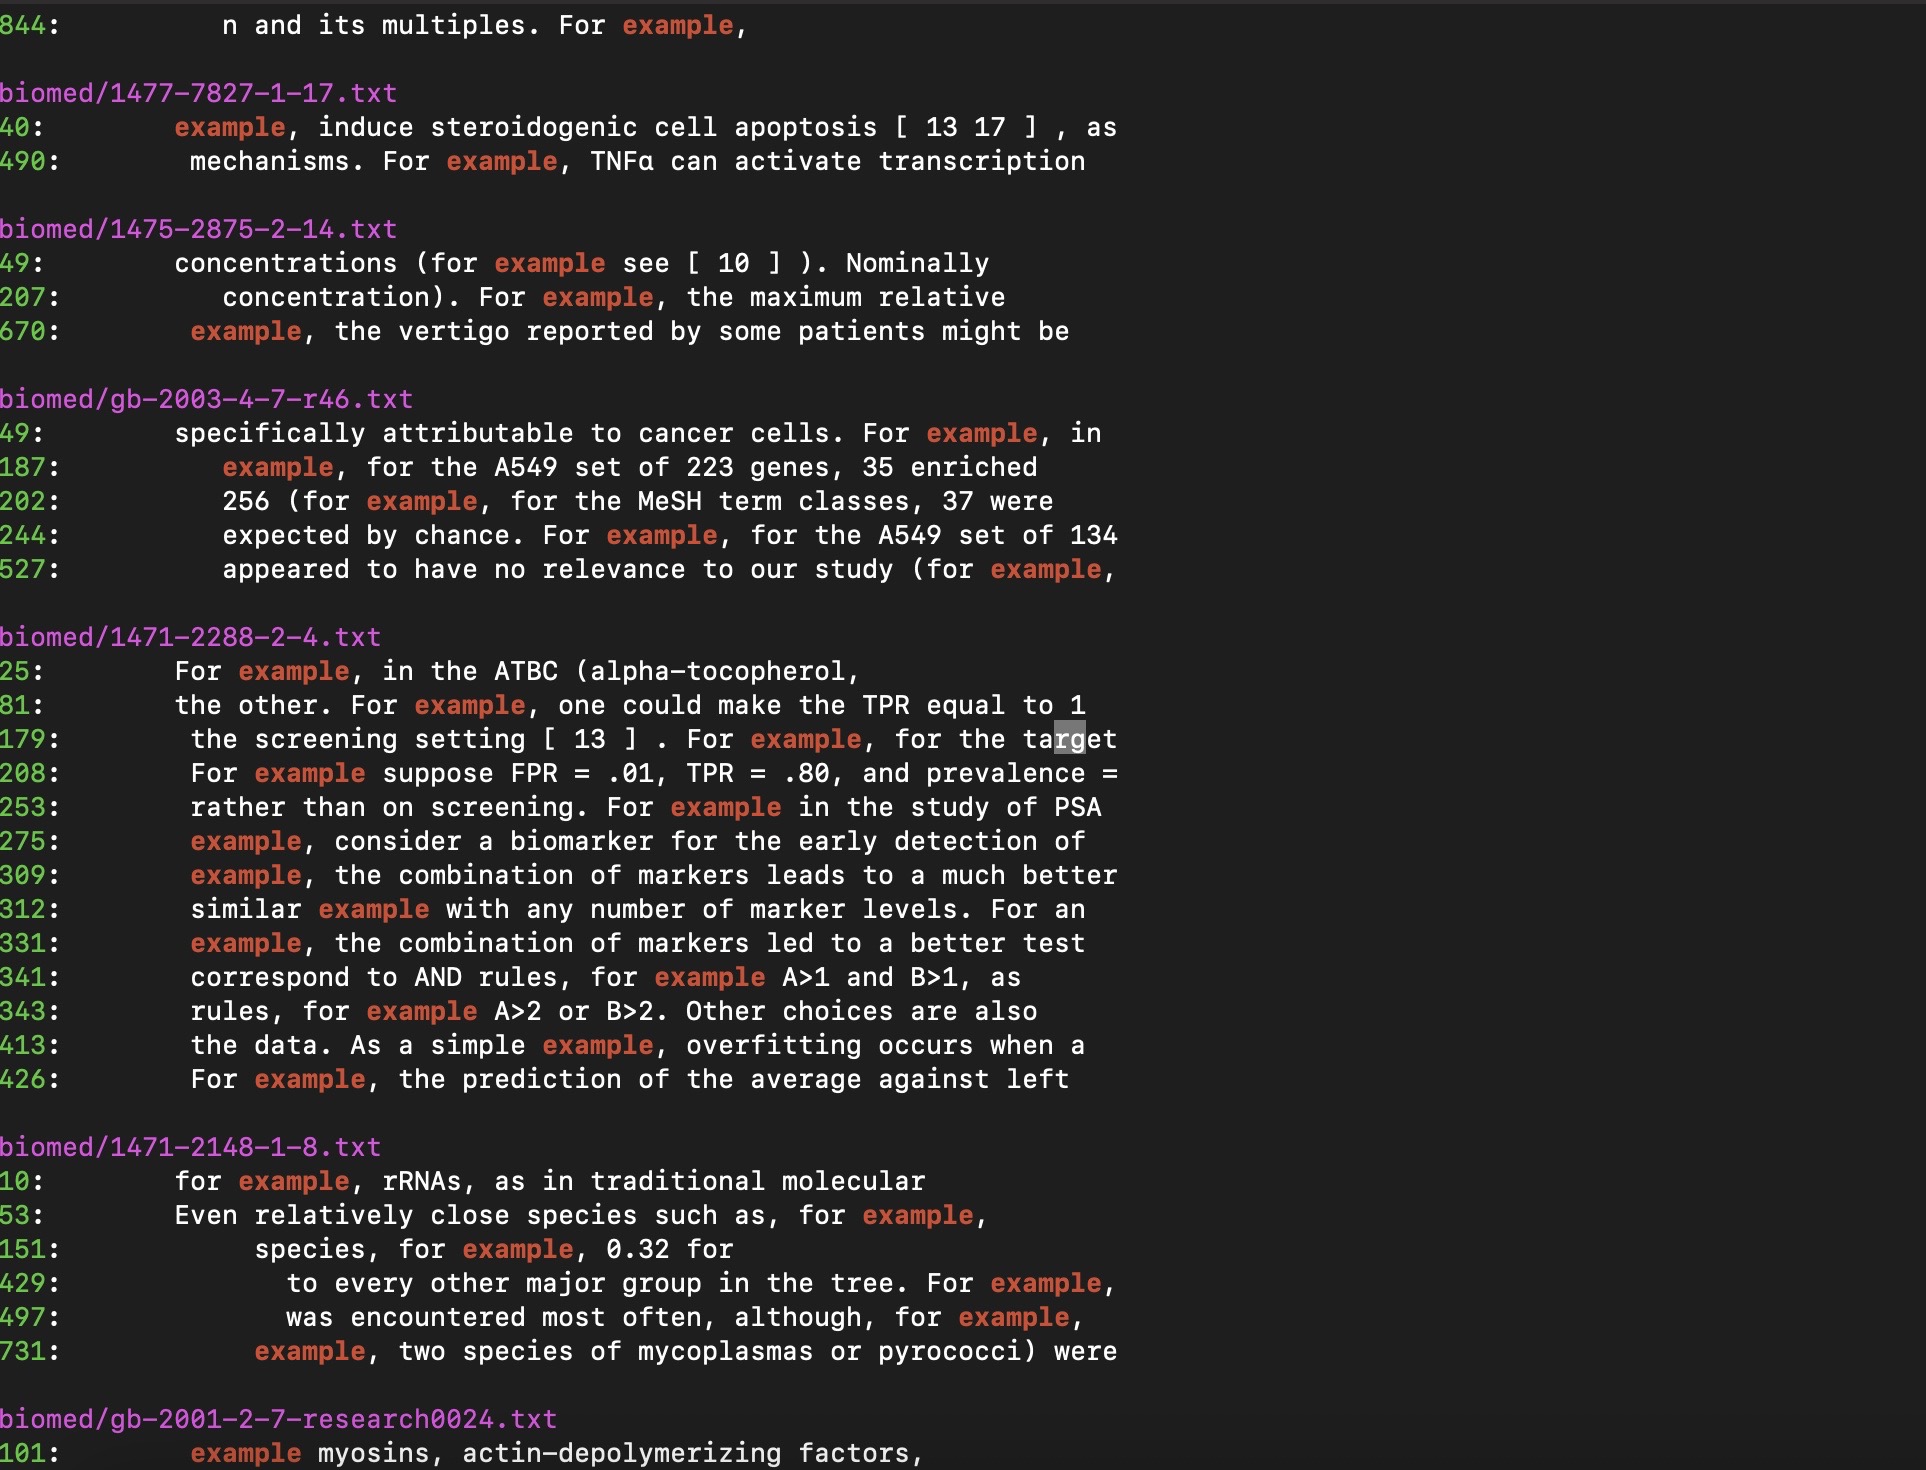 844:          n and its multiples. For example,
biomed/1477-7827-1-17.txt
40:        example, induce steroidogenic cell apoptosis [ 13 17 ] , as
490:        mechanisms. For example, TNFα can activate transcription
biomed/1475-2875-2-14.txt
49:        concentrations (for example see [ 10 ] ). Nominally
207:          concentration). For example, the maximum relative
670:        example, the vertigo reported by some patients might be
biomed/gb-2003-4-7-r46.txt
49:        specifically attributable to cancer cells. For example, in
187:          example, for the A549 set of 223 genes, 35 enriched
202:          256 (for example, for the MeSH term classes, 37 were
244:          expected by chance. For example, for the A549 set of 134
527:          appeared to have no relevance to our study (for example,
biomed/1471-2288-2-4.txt
25:        For example, in the ATBC (alpha-tocopherol,
81:        the other. For example, one could make the TPR equal to 1
179:        the screening setting [ 13 ] . For example, for the target
208:        For example suppose FPR = .01, TPR = .80, and prevalence =
253:        rather than on screening. For example in the study of PSA
275:        example, consider a biomarker for the early detection of
309:        example, the combination of markers leads to a much better
312:        similar example with any number of marker levels. For an
331:        example, the combination of markers led to a better test
341:        correspond to AND rules, for example A>1 and B>1, as
343:        rules, for example A>2 or B>2. Other choices are also
413:        the data. As a simple example, overfitting occurs when a
426:        For example, the prediction of the average against left
biomed/1471-2148-1-8.txt
10:        for example, rRNAs, as in traditional molecular
53:        Even relatively close species such as, for example,
151:            species, for example, 0.32 for
429:              to every other major group in the tree. For example,
497:              was encountered most often, although, for example,
731:            example, two species of mycoplasmas or pyrococci) were
biomed/gb-2001-2-7-research0024.txt
101:        example myosins, actin-depolymerizing factors,